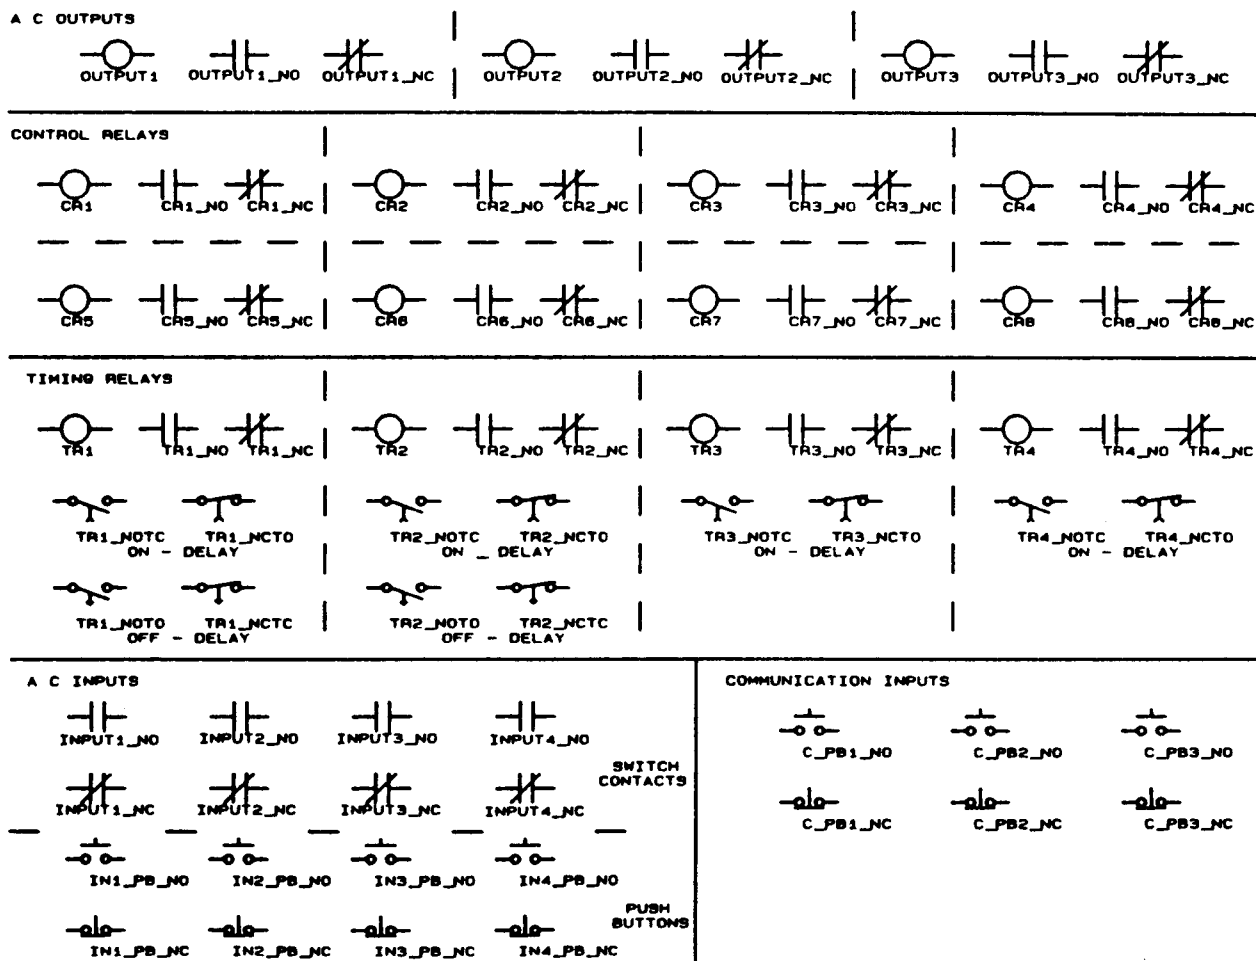 A C OUTPUTS
OUTPUT1 OUTPUT1_NO OUTPUT1_NC OUTPUT2 OUTPUT2_NO OUTPUT2_NC OUTPUT3 OUTPUT3_NO OUTPUT3_NC
CONTROL RELAYS
CR1 CR1_NO CR1_NC CR2 CR2_NO CR2_NC CR3 CR3_NO CR3_NC CR4 CR4_NO CR4_NC
CR5 CR5_NO CR5_NC CR6 CR6_NO CR6_NC CR7 CR7_NO CR7_NC CR8 CR8_NO CR8_NC
TIMING RELAYS
TR1 TR1_NO TR1_NC TR2 TR2_NO TR2_NC TR3 TR3_NO TR3_NC TR4 TR4_NO TR4_NC
TR1_NOTC TR1_NCTO TR2_NOTC TR2_NCTO TR3_NOTC TR3_NCTO TR4_NOTC TR4_NCTO
ON - DELAY ON _ DELAY ON - DELAY ON - DELAY
TR1_NOTO TR1_NCTC TR2_NOTO TR2_NCTC
OFF - DELAY OFF - DELAY
A C INPUTS
INPUT1_NO INPUT2_NO INPUT3_NO INPUT4_NO
SWITCH
CONTACTS
INPUT1_NC INPUT2_NC INPUT3_NC INPUT4_NC
IN1_PB_NO IN2_PB_NO IN3_PB_NO IN4_PB_NO
PUSH
BUTTONS
IN1_PB_NC IN2_PB_NC IN3_PB_NC IN4_PB_NC
COMMUNICATION INPUTS
C_PB1_NO C_PB2_NO C_PB3_NO
C_PB1_NC C_PB2_NC C_PB3_NC